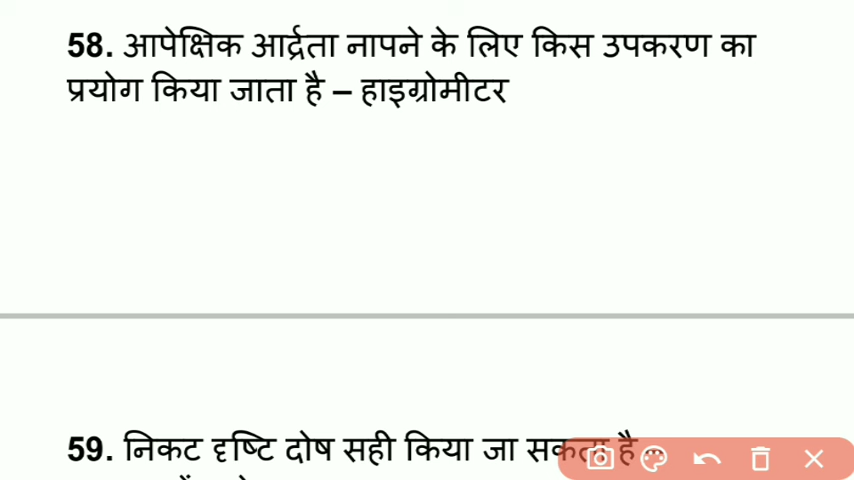 58. आपेक्षिक आर्द्रता नापने के लिए किस उपकरण का
प्रयोग किया जाता है – हाइग्रोमीटर
59. निकट दृष्टि दोष सही किया जा सकता है –